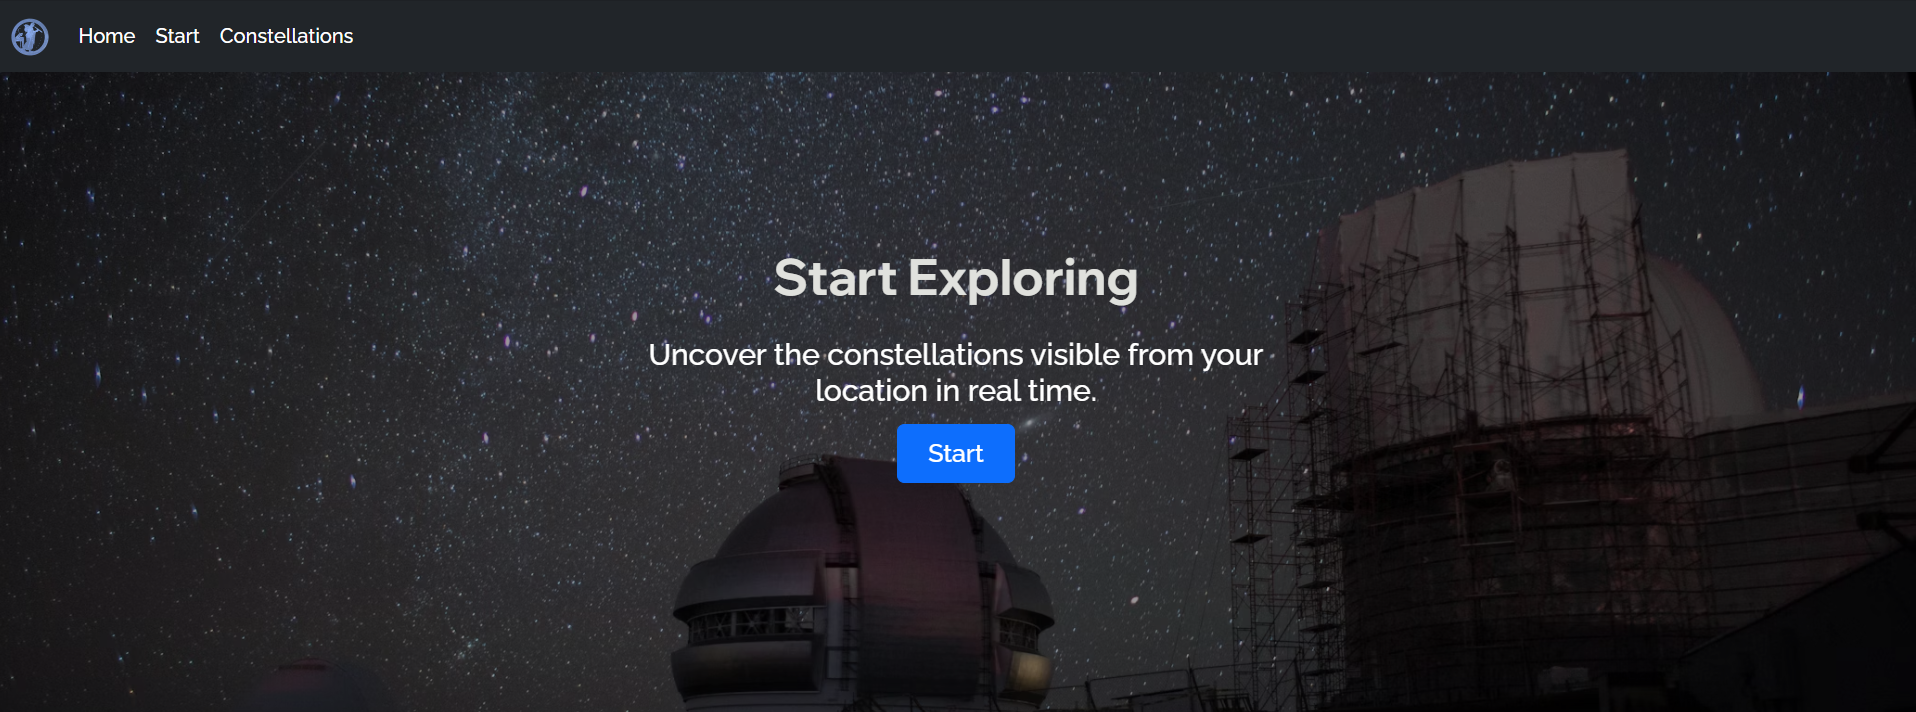 Home Start Constellations
Start Exploring
Uncover the constellations visible from your
location in real time.
Start